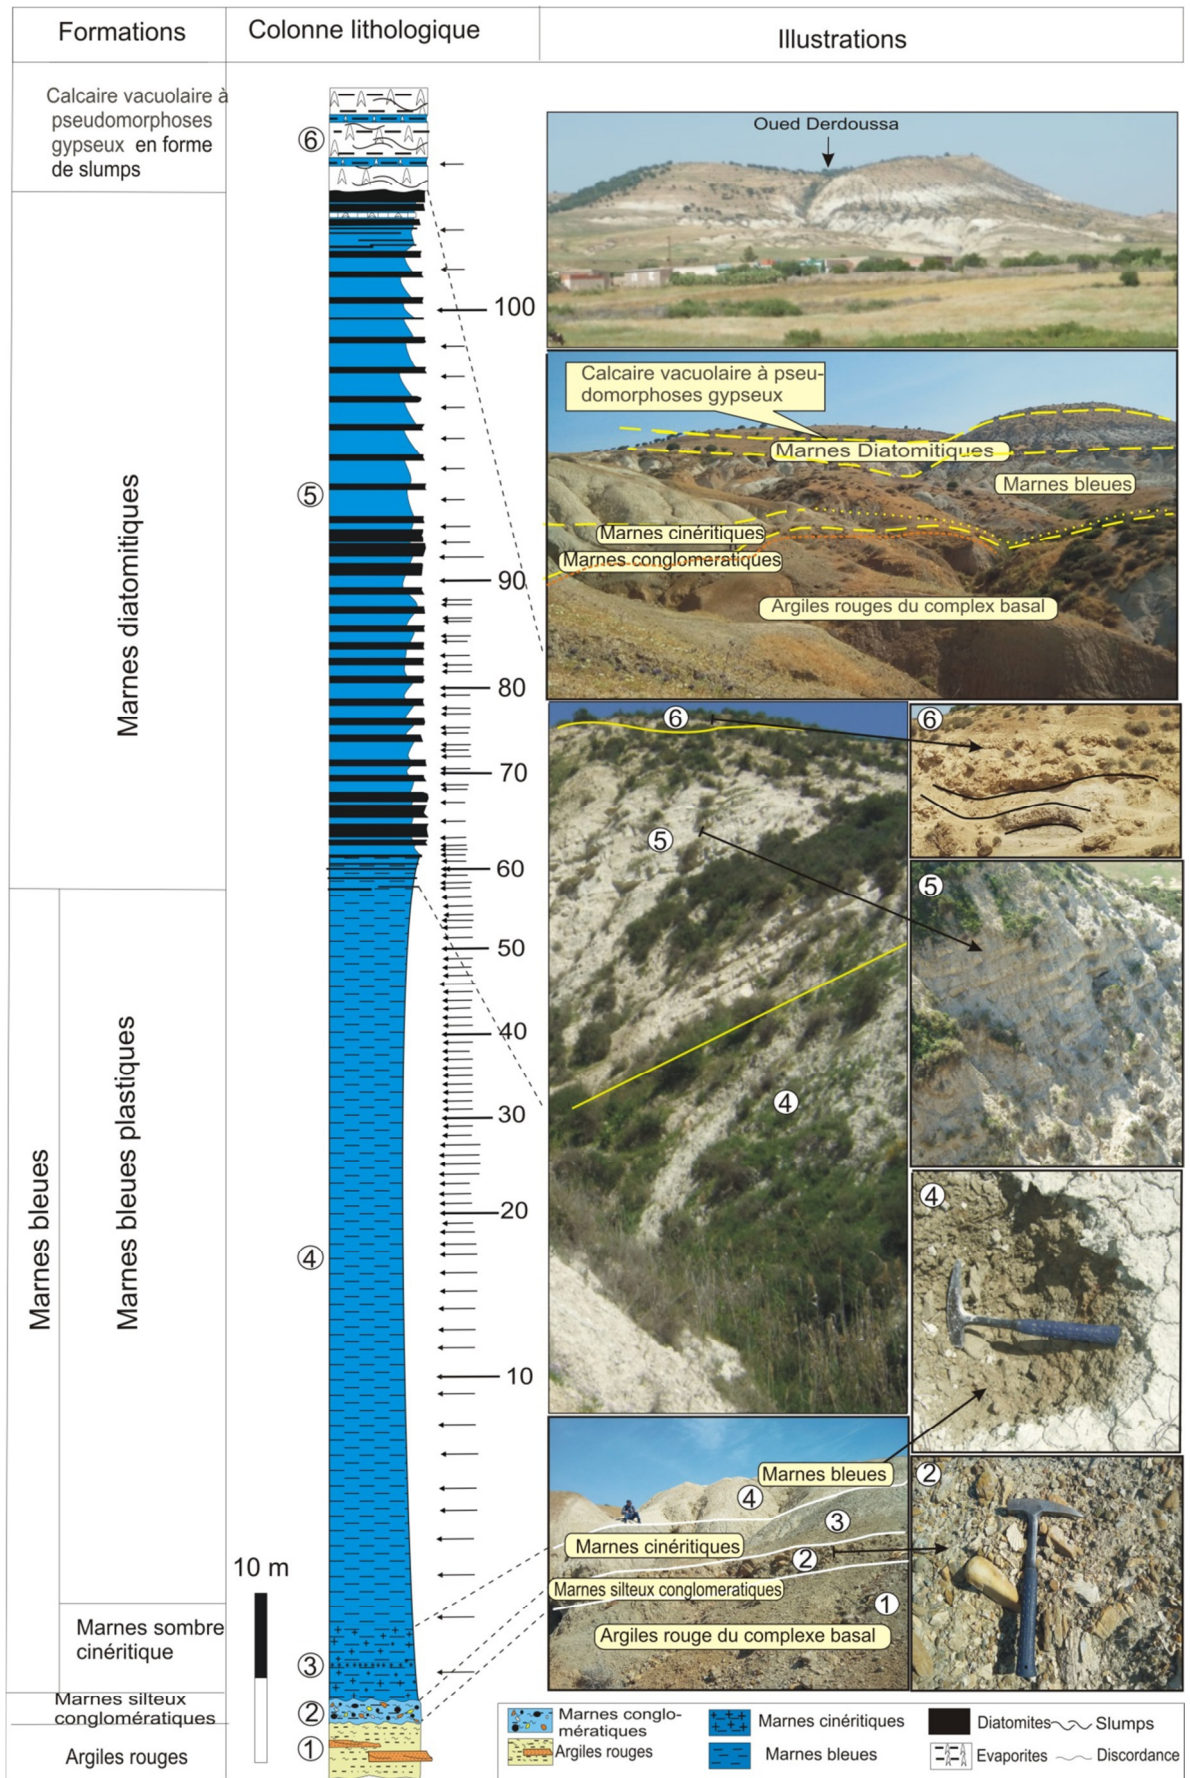 Formations
Colonne lithologique
Illustrations
Calcaire vacuolaire à
pseudomorphoses
gypseux en forme
de slumps
Marnes diatomitiques
Marnes bleues
Marnes bleues plastiques
Marnes sombre
cinéritique
Marnes silteux
conglomératiques
Argiles rouges
6
5
4
3
2
1
10 m
100
90
80
70
60
50
40
30
20
10
Oued Derdoussa
Calcaire vacuolaire à pseu-
domorphoses gypseux
Marnes Diatomitiques
Marnes bleues
Marnes cinéritiques
Marnes conglomeratiques
Argiles rouges du complex basal
6
5
4
6
5
4
2
Marnes bleues
4
3
Marnes cinéritiques
2
Marnes silteux conglomeratiques
1
Argiles rouge du complexe basal
Marnes conglo-
mératiques
Argiles rouges
Marnes cinéritiques
Marnes bleues
Diatomites
Evaporites
Slumps
Discordance